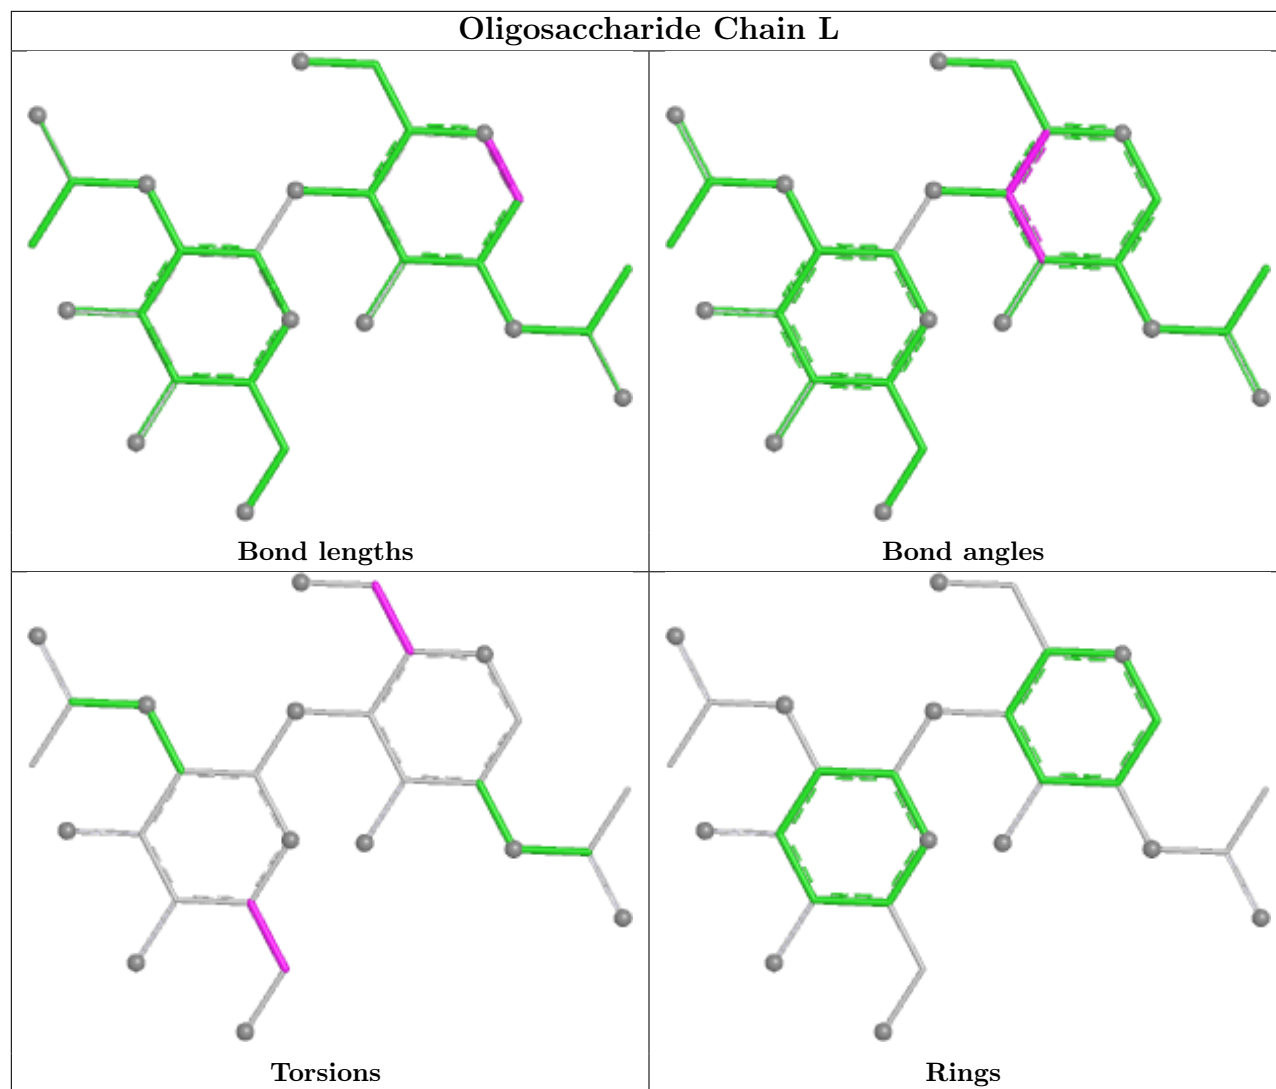 Oligosaccharide Chain L
Bond lengths
Bond angles
Torsions
Rings